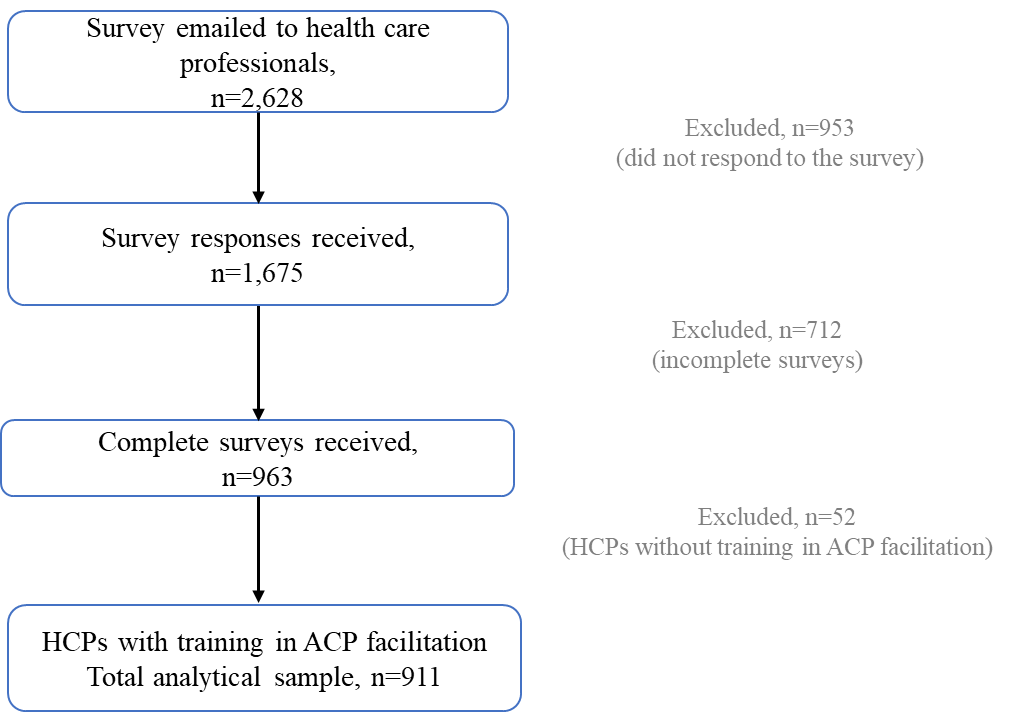 Survey emailed to health care
professionals,
n=2,628
Excluded, n=953
(did not respond to the survey)
Survey responses received,
n=1,675
Excluded, n=712
(incomplete surveys)
Complete surveys received,
n=963
Excluded, n=52
(HCPs without training in ACP facilitation)
HCPs with training in ACP facilitation
Total analytical sample, n=911